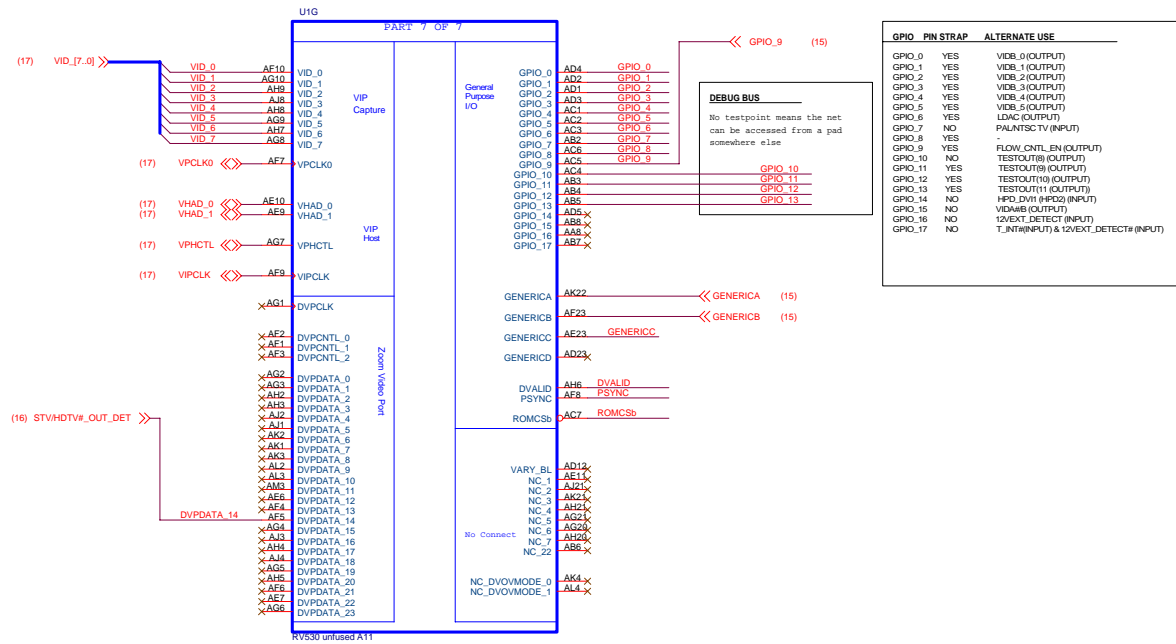 U1G
PART 7 OF 7
(17) VID_[7..0]
VID_0 AF10 VID_0
VID_1 AG10 VID_1
VID_2 AH9 VID_2
VID_3 AJ8 VID_3
VID_4 AH8 VID_4
VID_5 AG9 VID_5
VID_6 AH7 VID_6
VID_7 AG8 VID_7
VIP
Capture
(17) VPCLK0 AF7 VPCLK0
(17) VHAD_0 AE10 VHAD_0
(17) VHAD_1 AE9 VHAD_1
VIP
Host
(17) VPHCTL AG7 VPHCTL
(17) VIPCLK AF9 VIPCLK
AG1 DVPCLK
AF2 DVPCNTL_0
AF1 DVPCNTL_1
AF3 DVPCNTL_2
Zoom Video Port
AG2 DVPDATA_0
AG3 DVPDATA_1
AH2 DVPDATA_2
AH3 DVPDATA_3
AJ2 DVPDATA_4
AJ1 DVPDATA_5
AK2 DVPDATA_6
AK1 DVPDATA_7
AK3 DVPDATA_8
AL2 DVPDATA_9
AL3 DVPDATA_10
AM3 DVPDATA_11
AE6 DVPDATA_12
AF4 DVPDATA_13
(16) STV/HDTV#_OUT_DET
DVPDATA_14 AF5 DVPDATA_14
AG4 DVPDATA_15
AJ3 DVPDATA_16
AH4 DVPDATA_17
AJ4 DVPDATA_18
AG5 DVPDATA_19
AH5 DVPDATA_20
AF6 DVPDATA_21
AE7 DVPDATA_22
AG6 DVPDATA_23
RV530 unfused A11
General
Purpose
I/O
GPIO_0 AD4 GPIO_0
GPIO_1 AD2 GPIO_1
GPIO_2 AD1 GPIO_2
GPIO_3 AD3 GPIO_3
GPIO_4 AC1 GPIO_4
GPIO_5 AC2 GPIO_5
GPIO_6 AC3 GPIO_6
GPIO_7 AB2 GPIO_7
GPIO_8 AC6 GPIO_8
GPIO_9 AC5 GPIO_9
GPIO_10 AC4 GPIO_10
GPIO_11 AB3 GPIO_11
GPIO_12 AB4 GPIO_12
GPIO_13 AB5 GPIO_13
GPIO_14 AD5
GPIO_15 AB8
GPIO_16 AA8
GPIO_17 AB7
GPIO_9 (15)
DEBUG BUS
No testpoint means the net
can be accessed from a pad
somewhere else
GENERICA AK22 GENERICA (15)
GENERICB AF23 GENERICB (15)
GENERICC AE23 GENERICC
GENERICD AD23
DVALID AH6 DVALID
PSYNC AF8 PSYNC
ROMCSb AC7 ROMCSb
No Connect
VARY_BL AD12
NC_1 AE11
NC_2 AJ21
NC_3 AK21
NC_4 AH21
NC_5 AG21
NC_6 AG20
NC_7 AH20
NC_22 AB6
NC_DVOVMODE_0 AK4
NC_DVOVMODE_1 AL4
GPIO PIN STRAP ALTERNATE USE
GPIO_0 YES VIDB_0 (OUTPUT)
GPIO_1 YES VIDB_1 (OUTPUT)
GPIO_2 YES VIDB_2 (OUTPUT)
GPIO_3 YES VIDB_3 (OUTPUT)
GPIO_4 YES VIDB_4 (OUTPUT)
GPIO_5 YES VIDB_5 (OUTPUT)
GPIO_6 YES LDAC (OUTPUT)
GPIO_7 NO PAL/NTSC TV (INPUT)
GPIO_8 YES -
GPIO_9 YES FLOW_CNTL_EN (OUTPUT)
GPIO_10 NO TESTOUT(8) (OUTPUT)
GPIO_11 YES TESTOUT(9) (OUTPUT)
GPIO_12 YES TESTOUT(10) (OUTPUT)
GPIO_13 YES TESTOUT(11 (OUTPUT))
GPIO_14 NO HPD_DVI1 (HPD2) (INPUT)
GPIO_15 NO VIDA#/B (OUTPUT)
GPIO_16 NO 12VEXT_DETECT (INPUT)
GPIO_17 NO T_INT#(INPUT) & 12VEXT_DETECT# (INPUT)